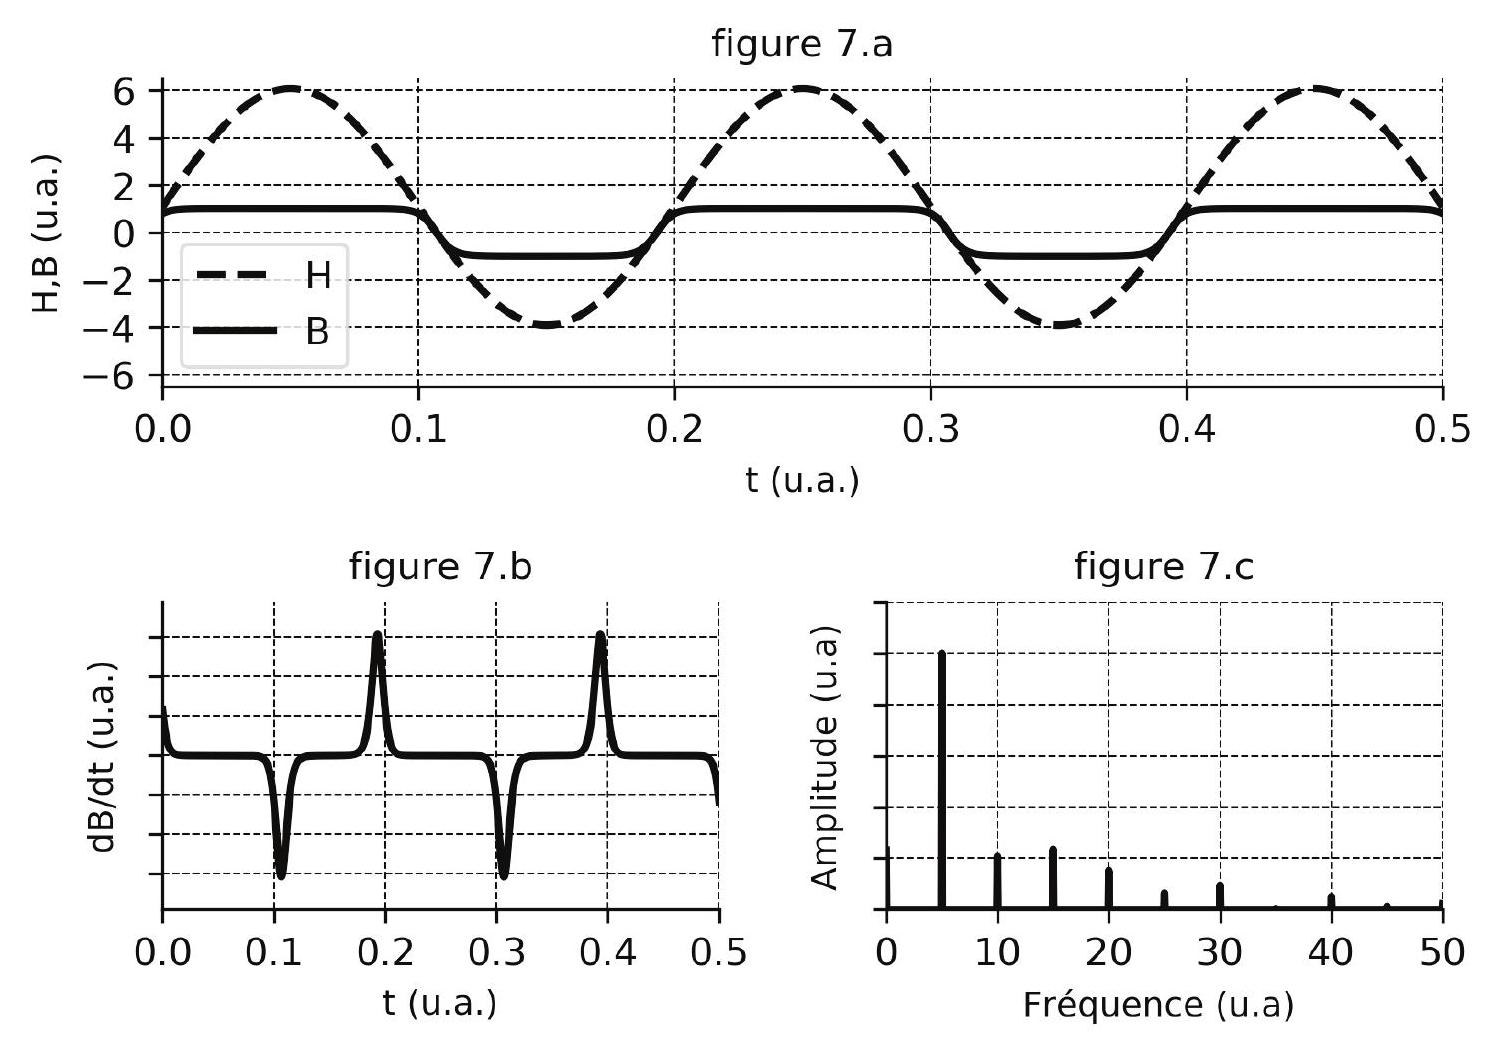 figure 7.a
H,B (u.a.)
6
4
2
0
−2
−4
−6
H
B
0.0 0.1 0.2 0.3 0.4 0.5
t (u.a.)
figure 7.b
dB/dt (u.a.)
0.0 0.1 0.2 0.3 0.4 0.5
t (u.a.)
figure 7.c
Amplitude (u.a)
0 10 20 30 40 50
Fréquence (u.a)